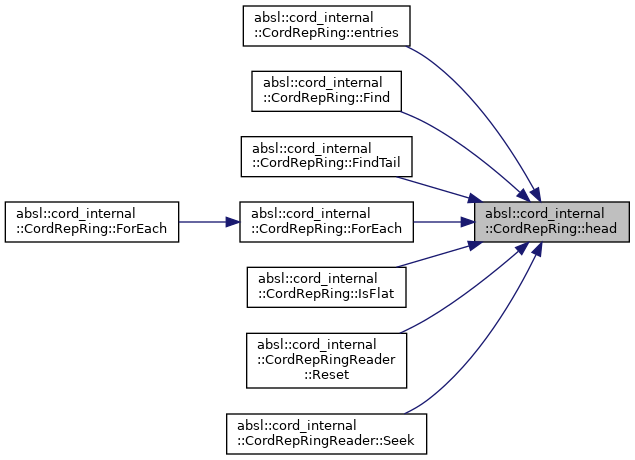 absl::cord_internal
::CordRepRing::entries
absl::cord_internal
::CordRepRing::Find
absl::cord_internal
::CordRepRing::FindTail
absl::cord_internal
::CordRepRing::ForEach
absl::cord_internal
::CordRepRing::ForEach
absl::cord_internal
::CordRepRing::head
absl::cord_internal
::CordRepRing::IsFlat
absl::cord_internal
::CordRepRingReader
::Reset
absl::cord_internal
::CordRepRingReader::Seek